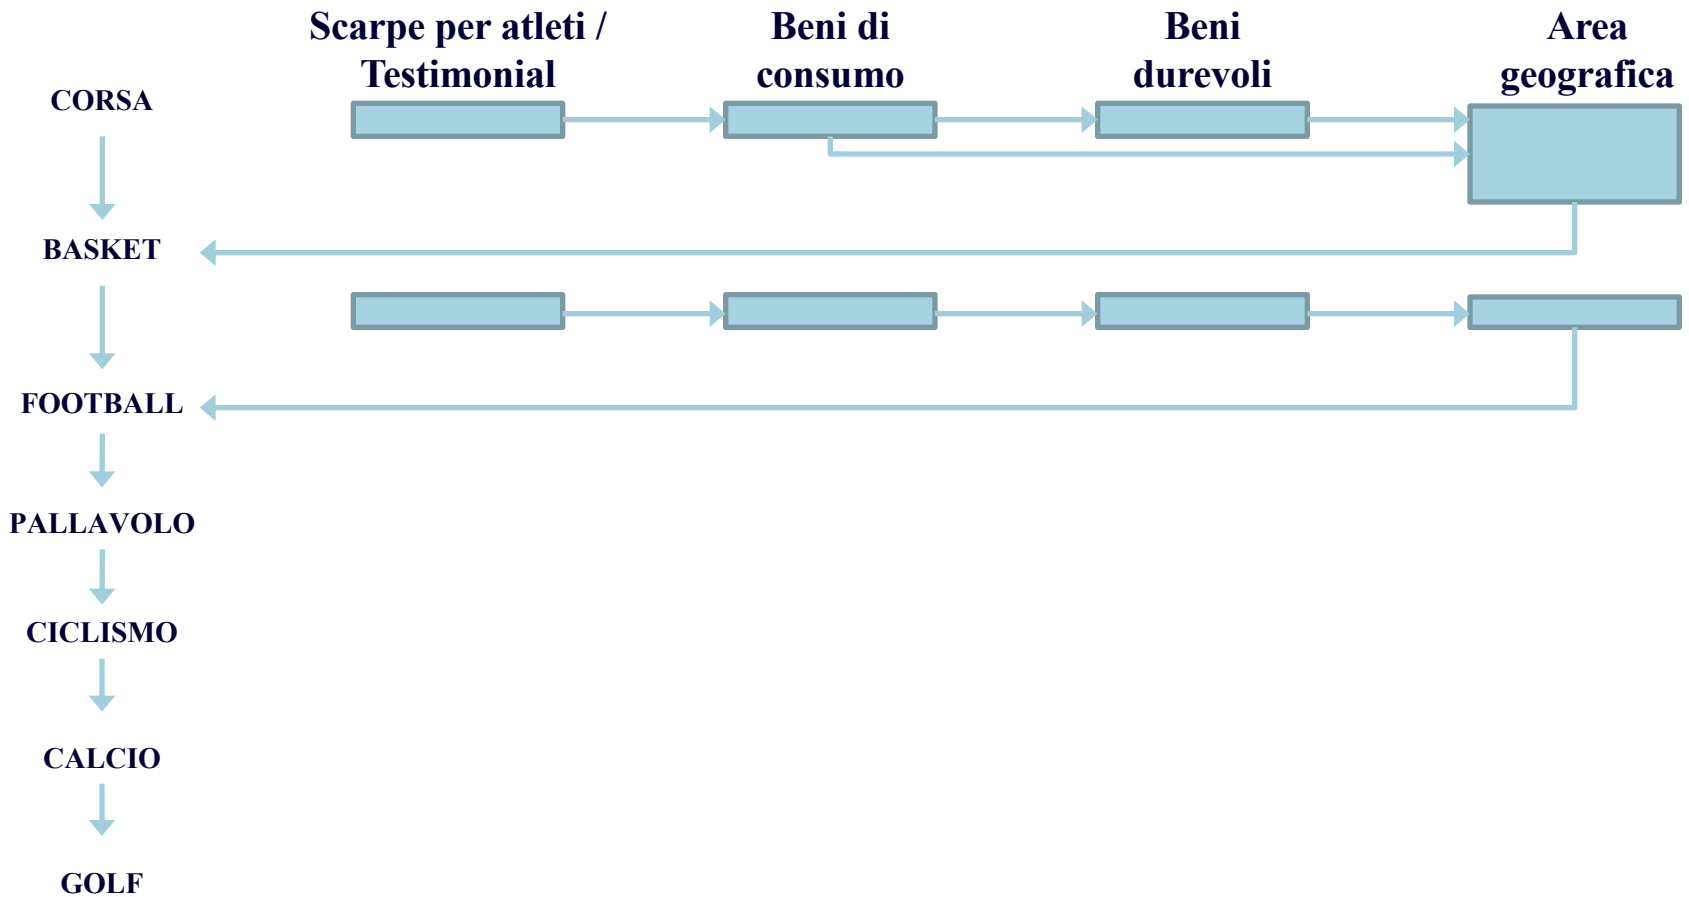 Scarpe per atleti /
Testimonial
Beni di
consumo
Beni
durevoli
Area
geografica
CORSA
BASKET
FOOTBALL
PALLAVOLO
CICLISMO
CALCIO
GOLF